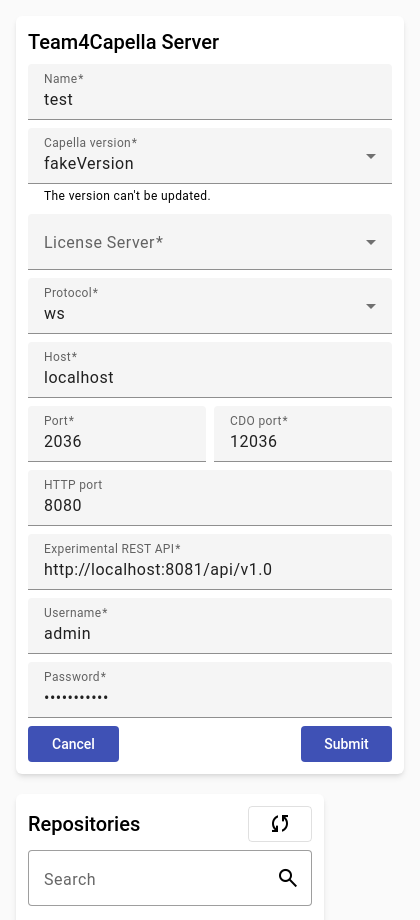 Team4Capella Server
Name*
test
Capella version*
fakeVersion
The version can't be updated.
License Server*
Protocol*
ws
Host*
localhost
Port*
2036
CDO port*
12036
HTTP port
8080
Experimental REST API*
http://localhost:8081/api/v1.0
Username*
admin
Password*
•••••••••••
Cancel
Submit
Repositories
Search